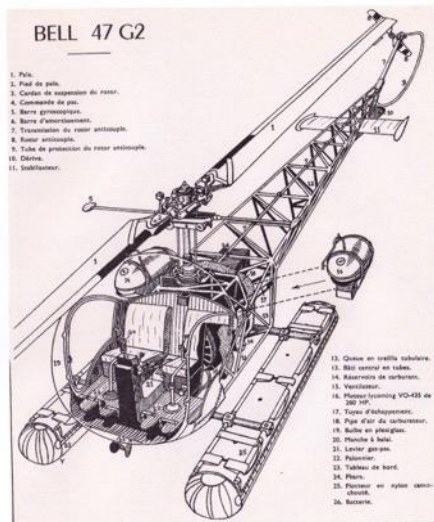 BELL 47 G2
1. Pale.
2. Pied de pale.
3. Cardan de suspension du rotor.
4. Commande de pas.
5. Barre gyroscopique.
6. Barre d'amortissement.
7. Transmission du rotor anticouple.
8. Rotor anticouple.
9. Tube de protection du rotor anticouple.
10. Dérive.
11. Stabilisateur.
12. Queue en treillis tubulaire.
13. Bâti central en tubes.
14. Réservoirs de carburant.
15. Ventilateur.
16. Moteur Lycoming VO-435 de
260 HP.
17. Tuyau d'échappement.
18. Pipe d'air du carburateur.
19. Bulbe en plexiglass.
20. Manche à balai.
21. Levier gaz-pas.
22. Palonnier.
23. Tableau de bord.
24. Phare.
25. Flotteur en nylon caout-
chouté.
26. Batterie.